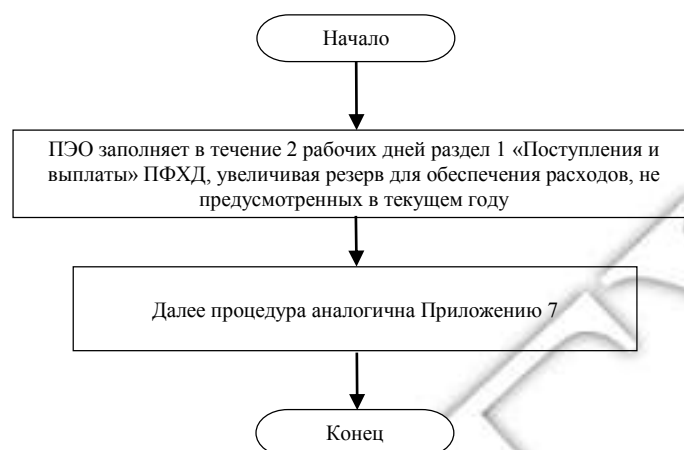 Начало
ПЭО заполняет в течение 2 рабочих дней раздел 1 «Поступления и
выплаты» ПФХД, увеличивая резерв для обеспечения расходов, не
предусмотренных в текущем году
Далее процедура аналогична Приложению 7
Конец